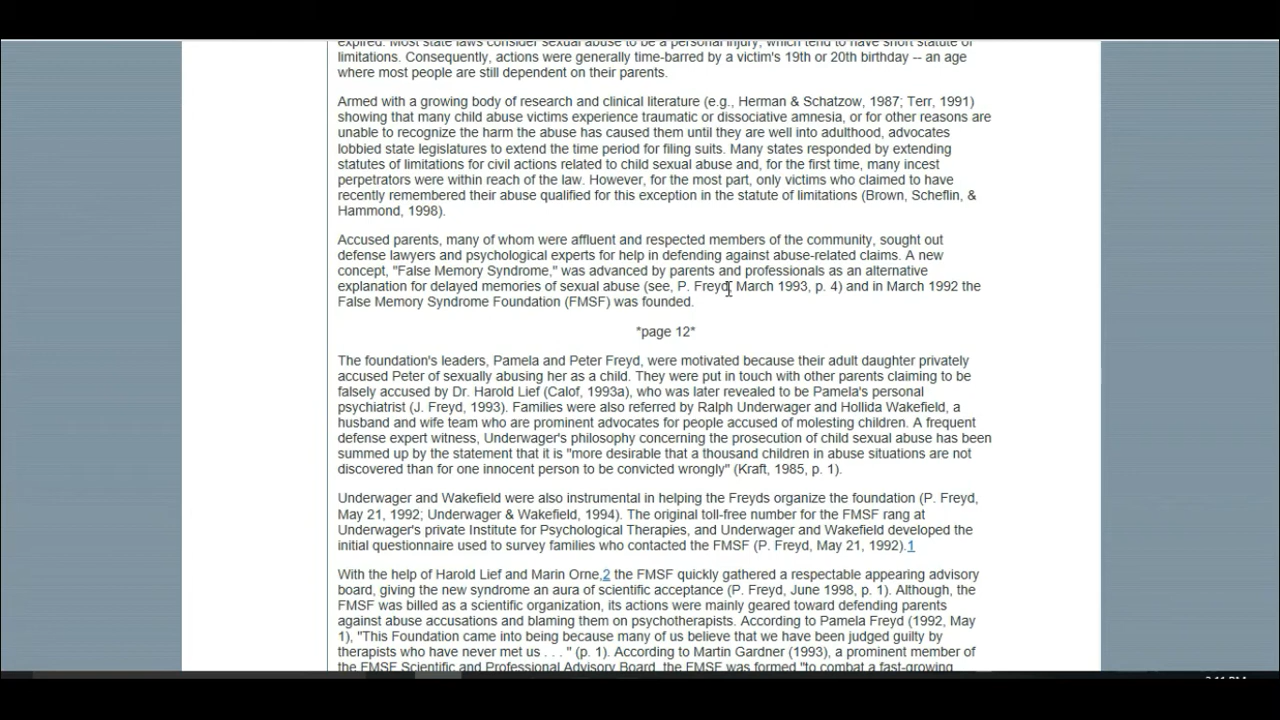 expired. Most state laws consider sexual abuse to be a personal injury, which tend to have short statute of
limitations. Consequently, actions were generally time-barred by a victim's 19th or 20th birthday -- an age
where most people are still dependent on their parents.
Armed with a growing body of research and clinical literature (e.g., Herman & Schatzow, 1987; Terr, 1991)
showing that many child abuse victims experience traumatic or dissociative amnesia, or for other reasons are
unable to recognize the harm the abuse has caused them until they are well into adulthood, advocates
lobbied state legislatures to extend the time period for filing suits. Many states responded by extending
statutes of limitations for civil actions related to child sexual abuse and, for the first time, many incest
perpetrators were within reach of the law. However, for the most part, only victims who claimed to have
recently remembered their abuse qualified for this exception in the statute of limitations (Brown, Scheflin, &
Hammond, 1998).
Accused parents, many of whom were affluent and respected members of the community, sought out
defense lawyers and psychological experts for help in defending against abuse-related claims. A new
concept, "False Memory Syndrome," was advanced by parents and professionals as an alternative
explanation for delayed memories of sexual abuse (see, P. Freyd, March 1993, p. 4) and in March 1992 the
False Memory Syndrome Foundation (FMSF) was founded.
*page 12*
The foundation's leaders, Pamela and Peter Freyd, were motivated because their adult daughter privately
accused Peter of sexually abusing her as a child. They were put in touch with other parents claiming to be
falsely accused by Dr. Harold Lief (Calof, 1993a), who was later revealed to be Pamela's personal
psychiatrist (J. Freyd, 1993). Families were also referred by Ralph Underwager and Hollida Wakefield, a
husband and wife team who are prominent advocates for people accused of molesting children. A frequent
defense expert witness, Underwager's philosophy concerning the prosecution of child sexual abuse has been
summed up by the statement that it is "more desirable that a thousand children in abuse situations are not
discovered than for one innocent person to be convicted wrongly" (Kraft, 1985, p. 1).
Underwager and Wakefield were also instrumental in helping the Freyds organize the foundation (P. Freyd,
May 21, 1992; Underwager & Wakefield, 1994). The original toll-free number for the FMSF rang at
Underwager's private Institute for Psychological Therapies, and Underwager and Wakefield developed the
initial questionnaire used to survey families who contacted the FMSF (P. Freyd, May 21, 1992).1
With the help of Harold Lief and Marin Orne,2 the FMSF quickly gathered a respectable appearing advisory
board, giving the new syndrome an aura of scientific acceptance (P. Freyd, June 1998, p. 1). Although, the
FMSF was billed as a scientific organization, its actions were mainly geared toward defending parents
against abuse accusations and blaming them on psychotherapists. According to Pamela Freyd (1992, May
1), "This Foundation came into being because many of us believe that we have been judged guilty by
therapists who have never met us . . . " (p. 1). According to Martin Gardner (1993), a prominent member of
the FMSF Scientific and Professional Advisory Board, the FMSF was formed "to combat a fast-growing